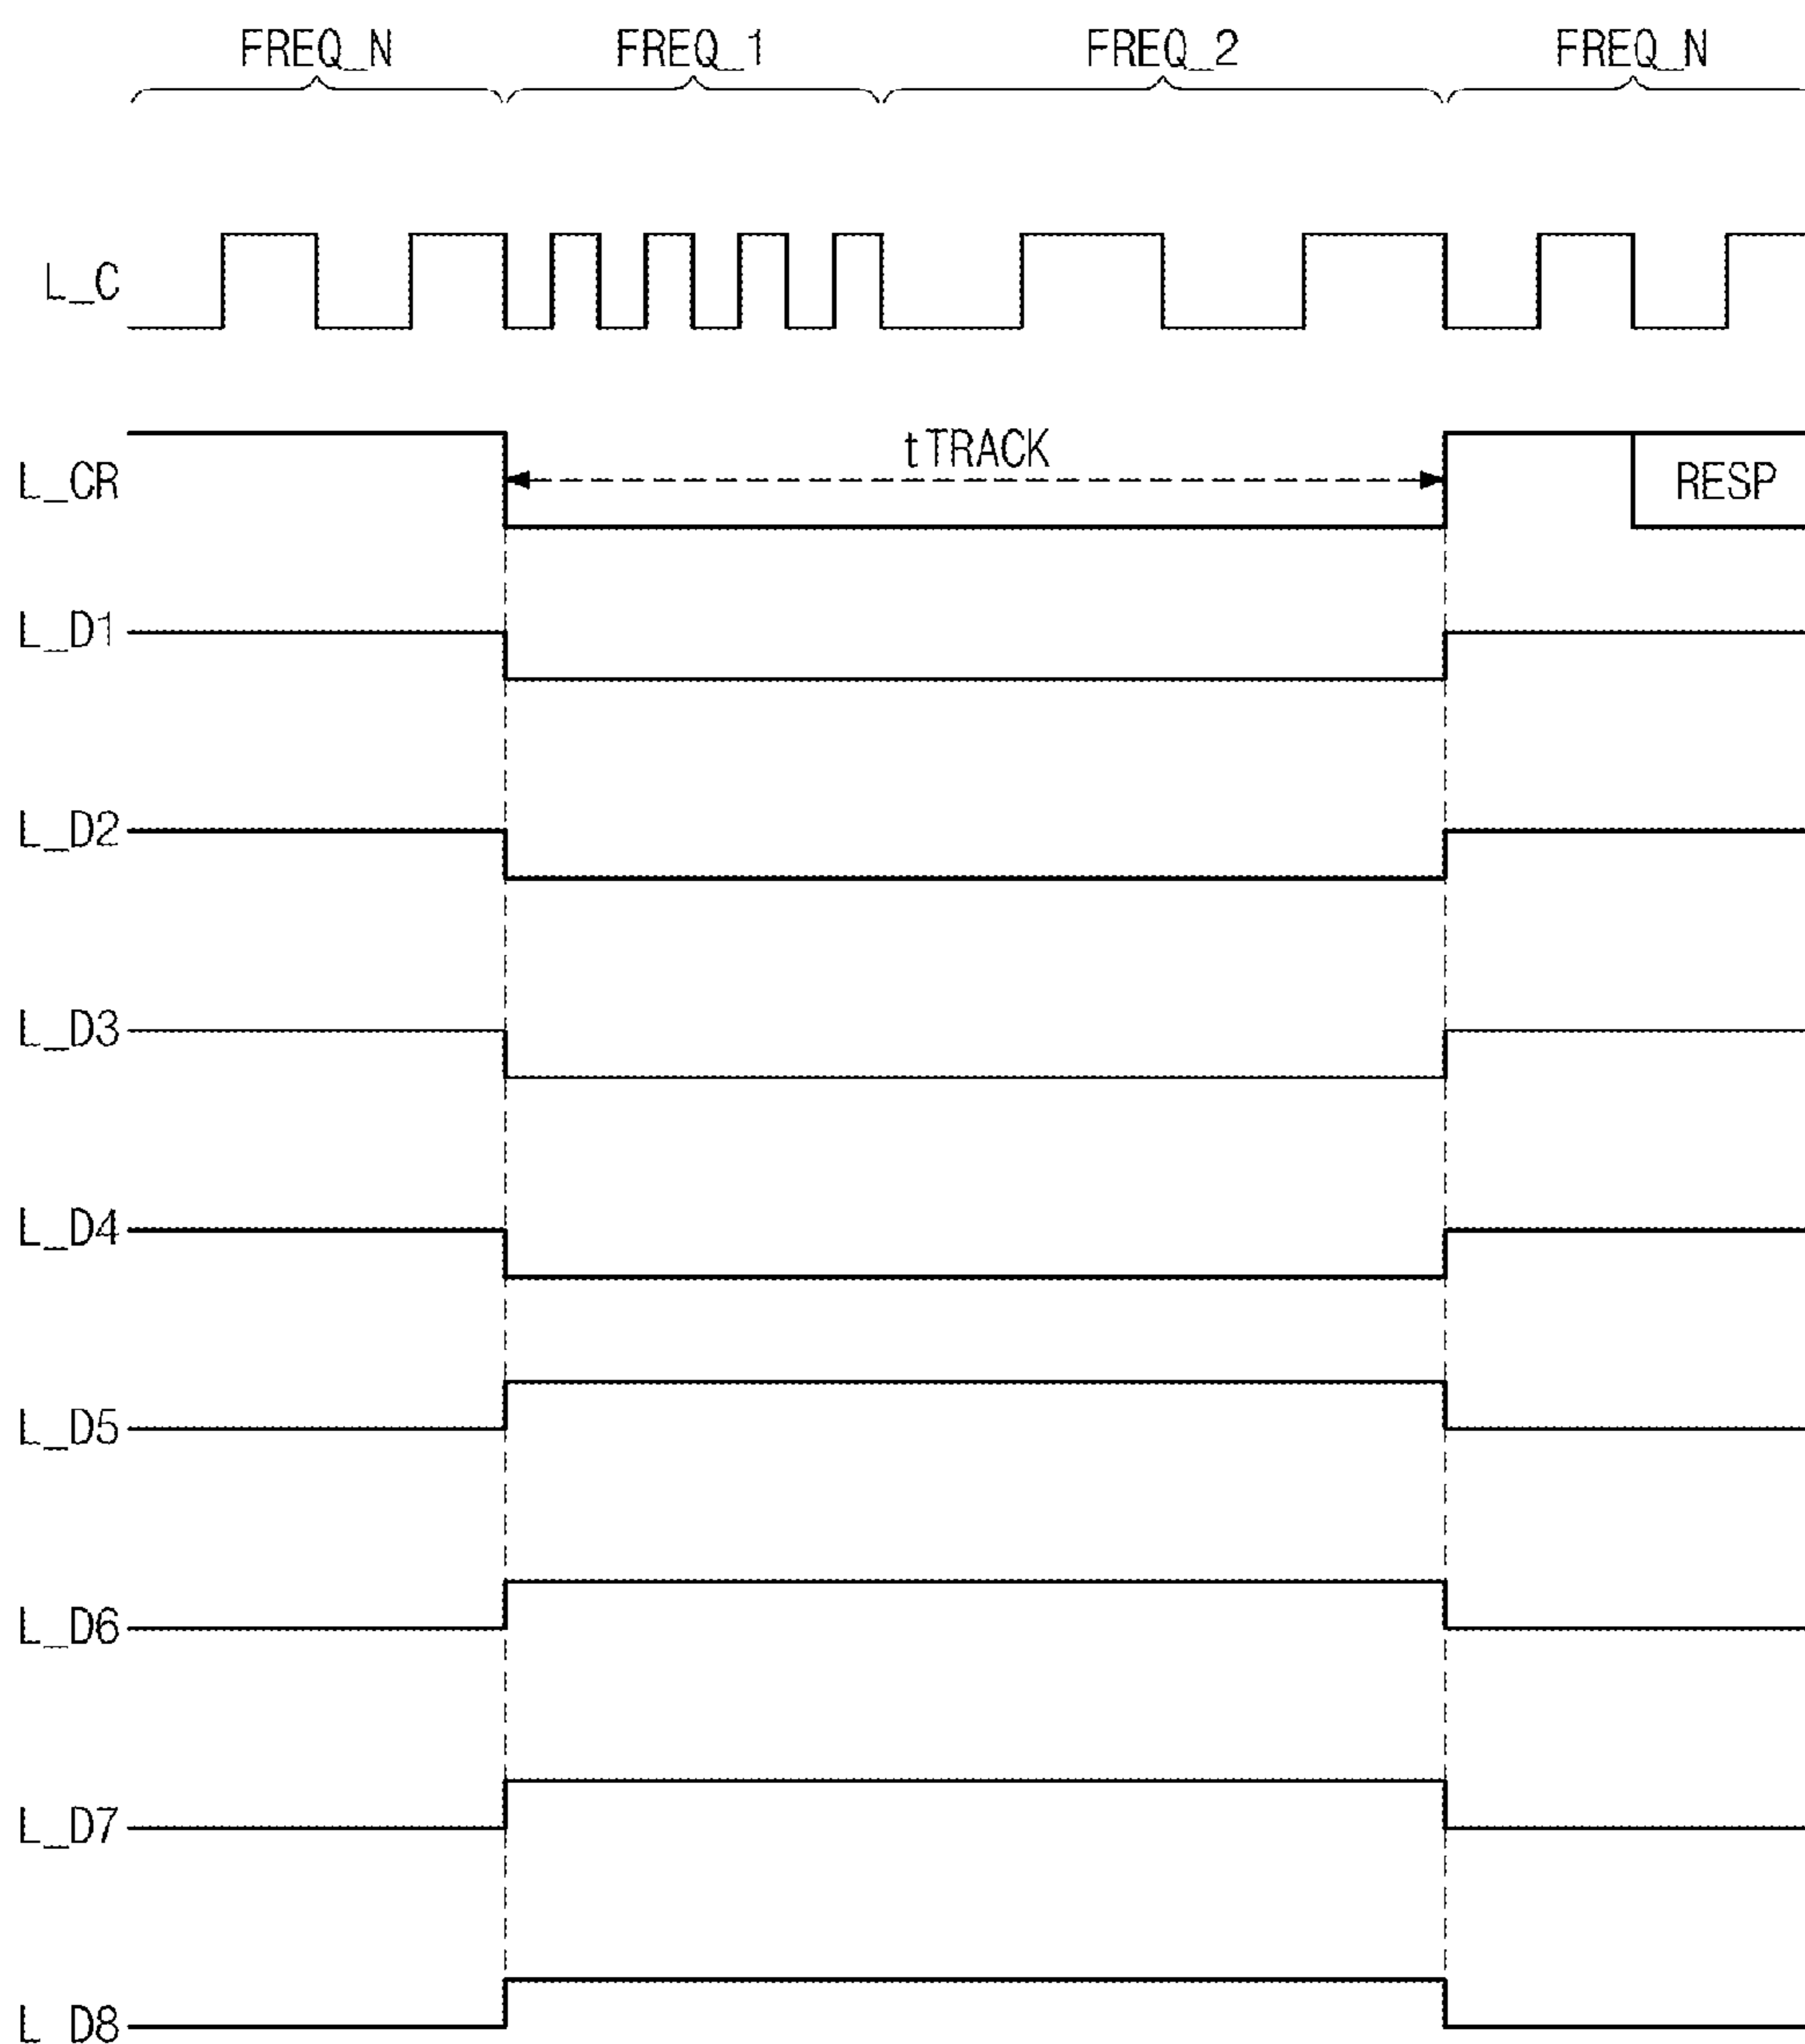 FREQ_N FREQ_1 FREQ_2 FREQ_N
L_C
L_CR tTRACK RESP
L_D1
L_D2
L_D3
L_D4
L_D5
L_D6
L_D7
L_D8